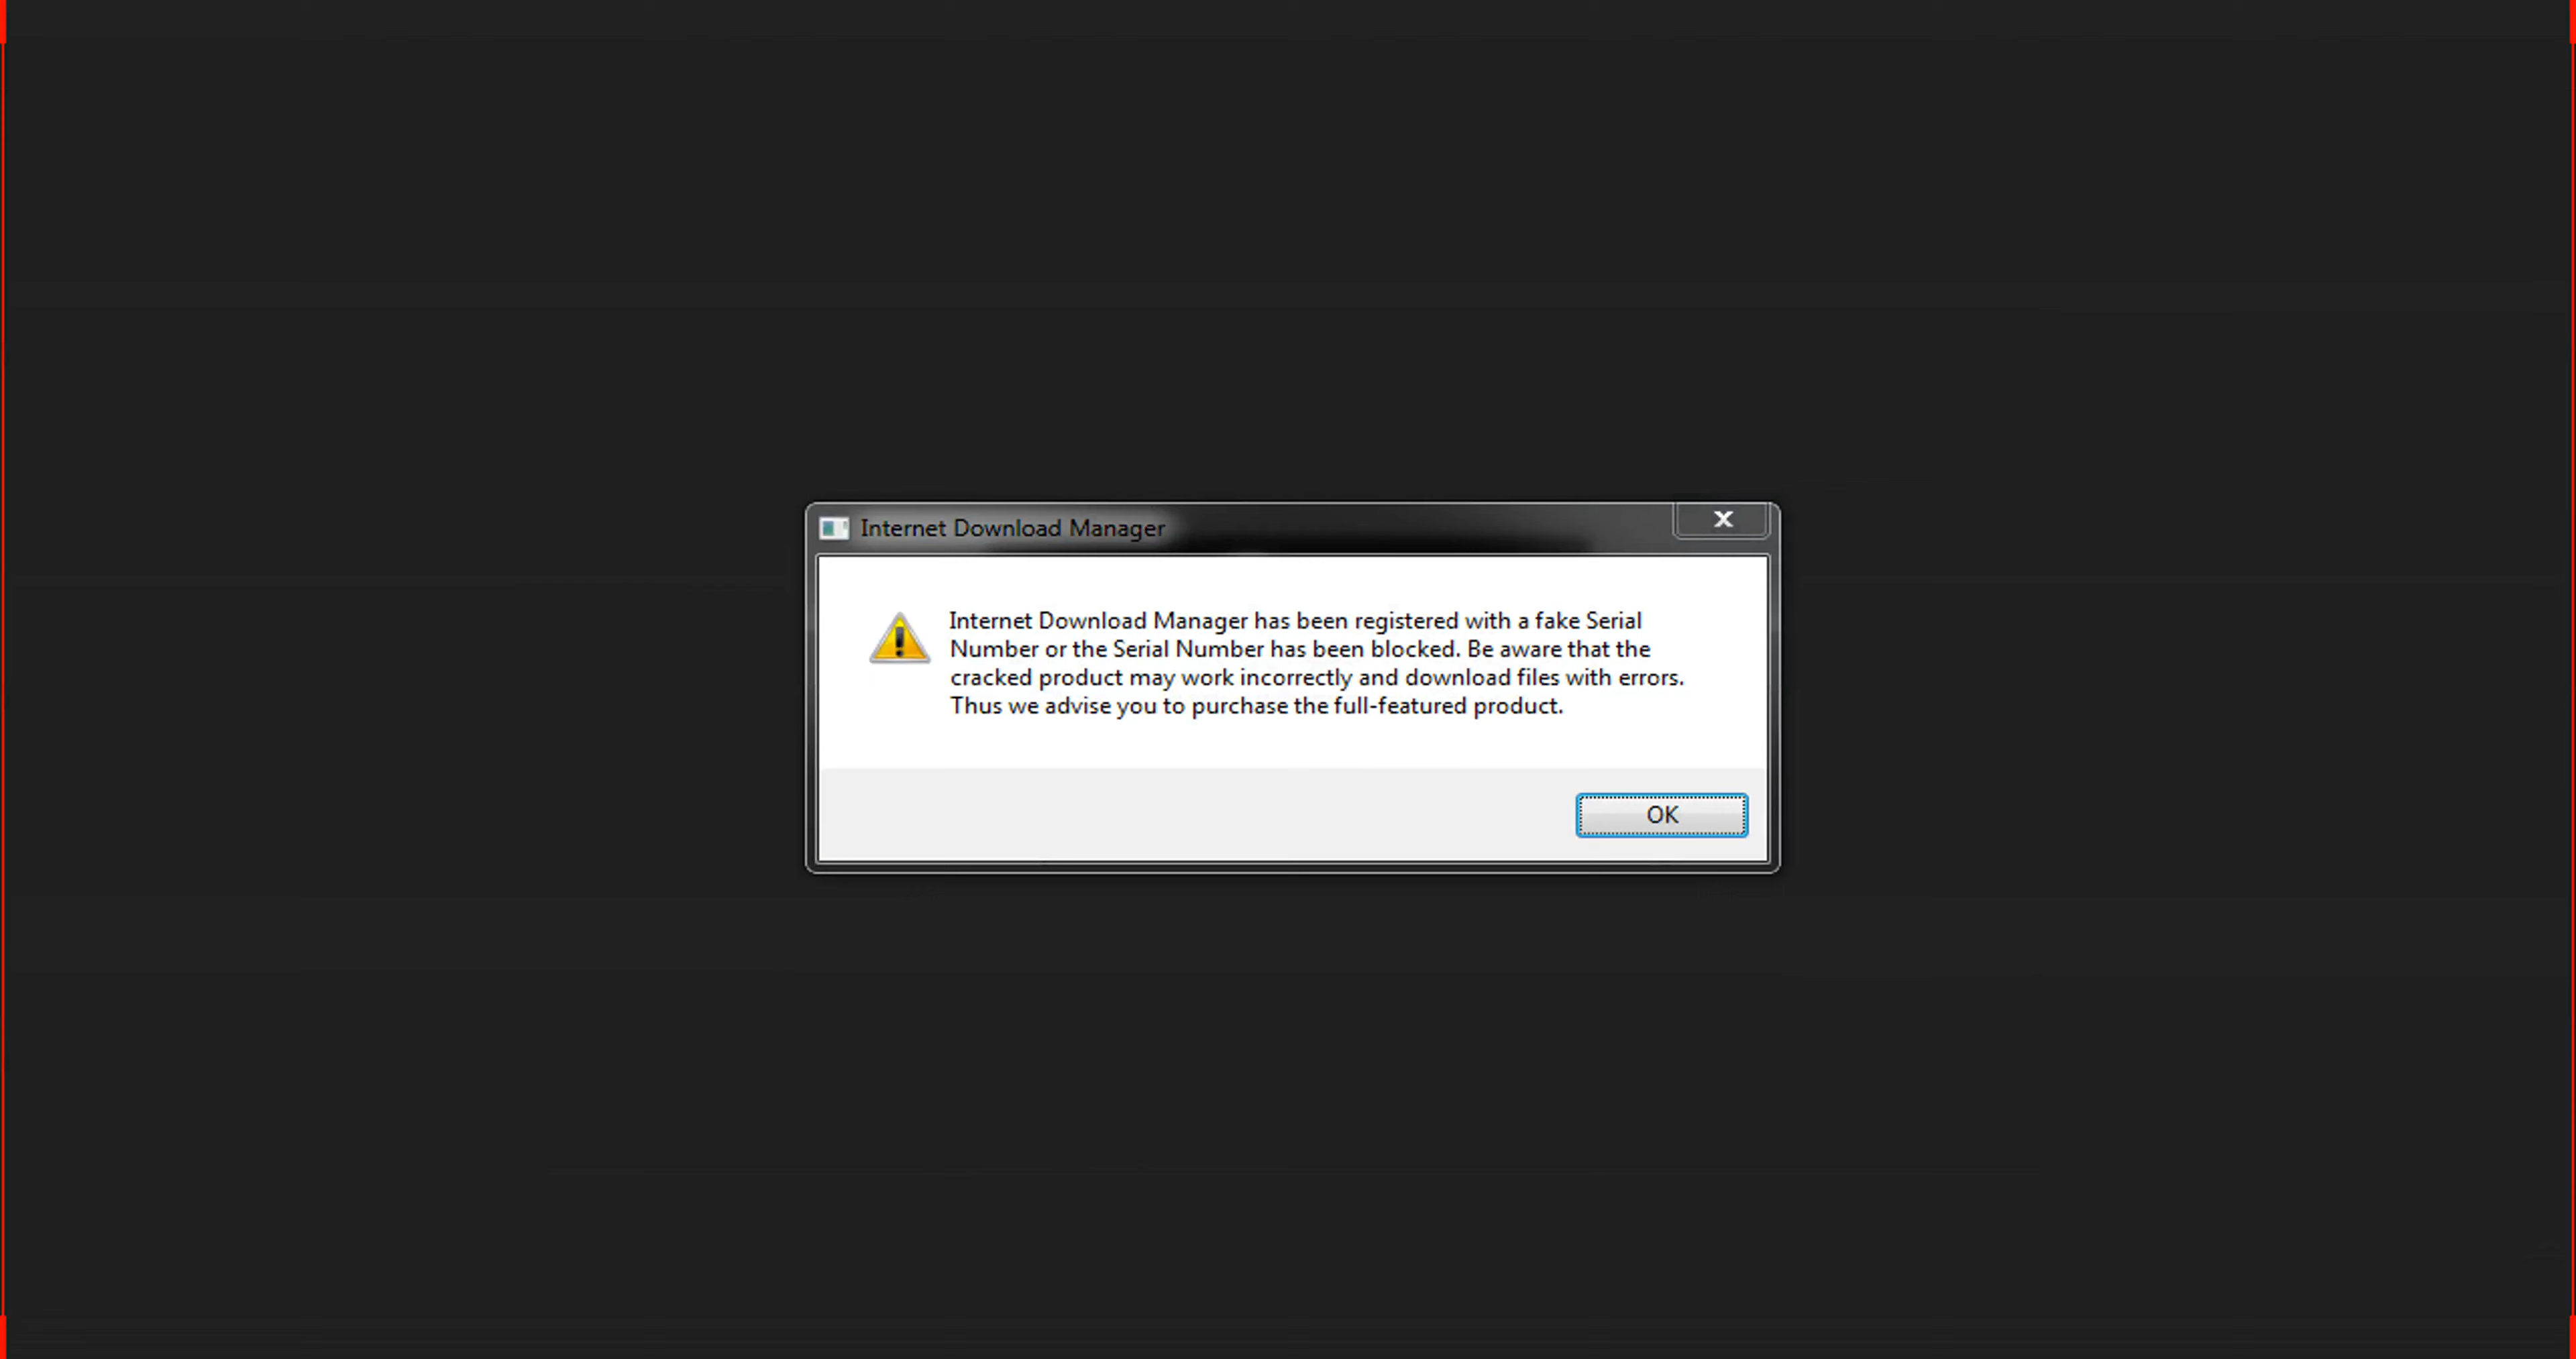 Internet Download Manager
Internet Download Manager has been registered with a fake Serial
Number or the Serial Number has been blocked. Be aware that the
cracked product may work incorrectly and download files with errors.
Thus we advise you to purchase the full-featured product.
OK